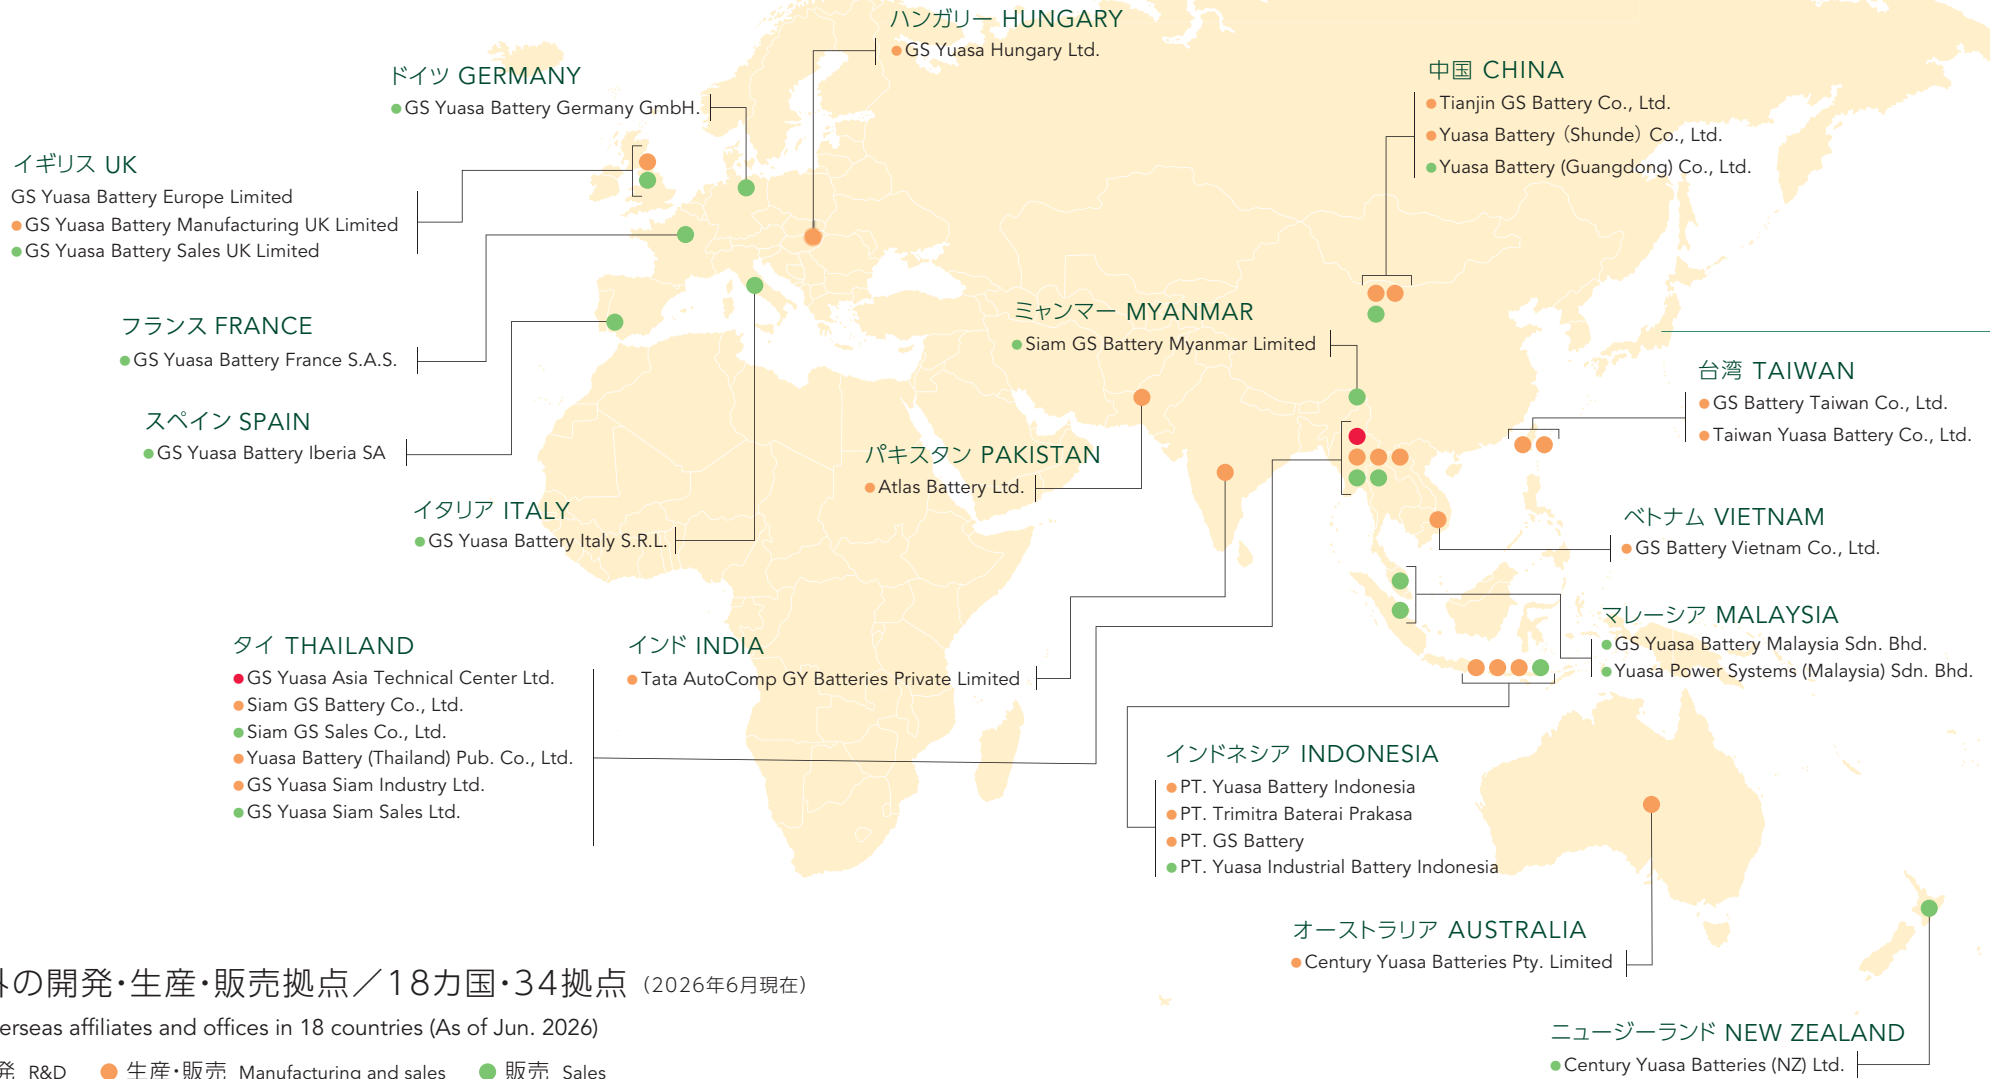 ハンガリー HUNGARY
GS Yuasa Hungary Ltd.
ドイツ GERMANY
GS Yuasa Battery Germany GmbH.
中国 CHINA
Tianjin GS Battery Co., Ltd.
Yuasa Battery（Shunde）Co., Ltd.
Yuasa Battery (Guangdong) Co., Ltd.
イギリス UK
GS Yuasa Battery Europe Limited
GS Yuasa Battery Manufacturing UK Limited
GS Yuasa Battery Sales UK Limited
フランス FRANCE
GS Yuasa Battery France S.A.S.
ミャンマー MYANMAR
Siam GS Battery Myanmar Limited
台湾 TAIWAN
GS Battery Taiwan Co., Ltd.
Taiwan Yuasa Battery Co., Ltd.
スペイン SPAIN
GS Yuasa Battery Iberia SA
パキスタン PAKISTAN
Atlas Battery Ltd.
イタリア ITALY
GS Yuasa Battery Italy S.R.L.
ベトナム VIETNAM
GS Battery Vietnam Co., Ltd.
マレーシア MALAYSIA
GS Yuasa Battery Malaysia Sdn. Bhd.
Yuasa Power Systems (Malaysia) Sdn. Bhd.
タイ THAILAND
GS Yuasa Asia Technical Center Ltd.
Siam GS Battery Co., Ltd.
Siam GS Sales Co., Ltd.
Yuasa Battery (Thailand) Pub. Co., Ltd.
GS Yuasa Siam Industry Ltd.
GS Yuasa Siam Sales Ltd.
インド INDIA
Tata AutoComp GY Batteries Private Limited
インドネシア INDONESIA
PT. Yuasa Battery Indonesia
PT. Trimitra Baterai Prakasa
PT. GS Battery
PT. Yuasa Industrial Battery Indonesia
オーストラリア AUSTRALIA
Century Yuasa Batteries Pty. Limited
ニュージーランド NEW ZEALAND
Century Yuasa Batteries (NZ) Ltd.
外の開発・生産・販売拠点／18カ国・34拠点（2026年6月現在）
erseas affiliates and offices in 18 countries (As of Jun. 2026)
発 R&D 生産・販売 Manufacturing and sales 販売 Sales